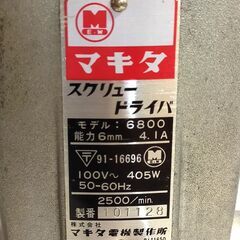 M
E.W
マキタ
スクリュー
ドライバ
モデル: 6800
能力6mm 4.1A
〒 91-16696 M E.W
100V~ 405W
50-60Hz
2500/min.
製番 101128
株式会社 マキタ電機製作所